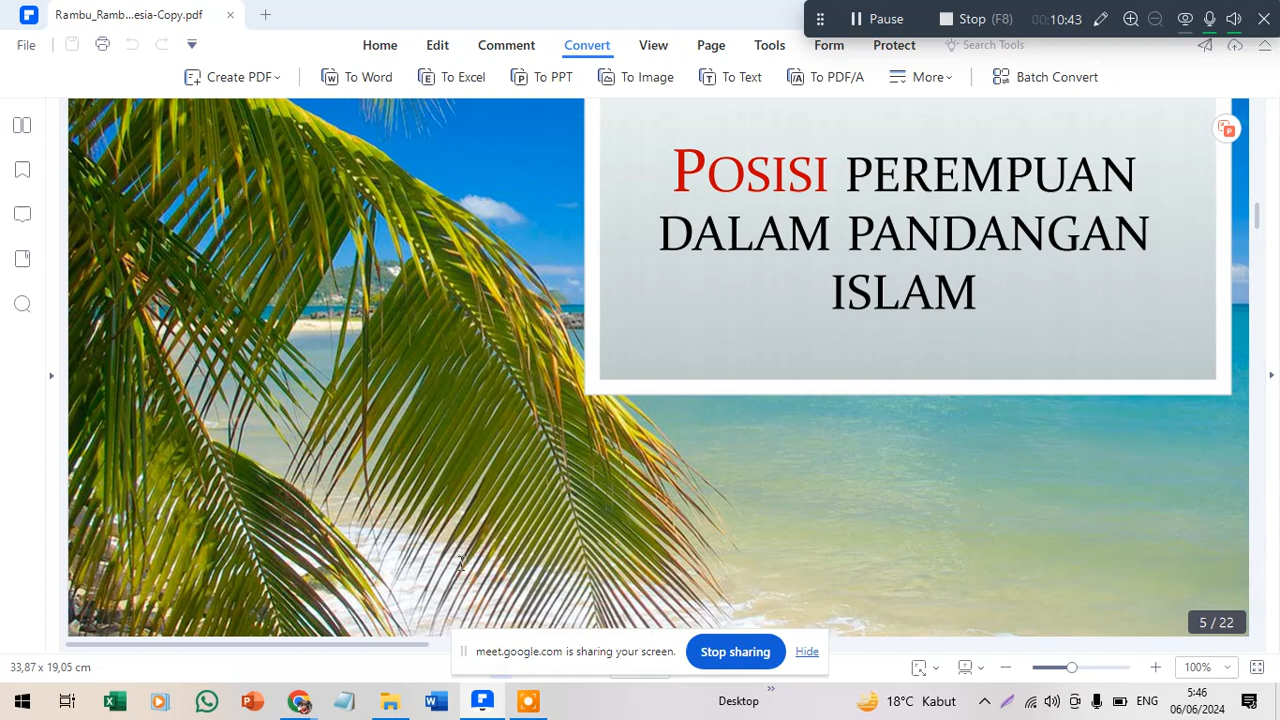 Rambu_Ramb...esia-Copy.pdf
Pause
Stop (F8)
00:10:43
File
Home
Edit
Comment
Convert
View
Page
Tools
Form
Protect
Search Tools
Create PDF
To Word
To Excel
To PPT
To Image
To Text
To PDF/A
More
Batch Convert
POSISI PEREMPUAN
DALAM PANDANGAN
ISLAM
5 / 22
meet.google.com is sharing your screen.
Stop sharing
Hide
33,87 x 19,05 cm
100%
Desktop
18°C Kabut
ENG
5:46
06/06/2024